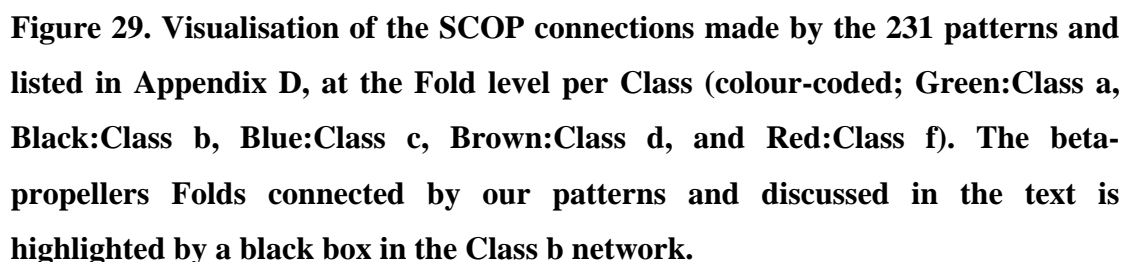 Figure 29. Visualisation of the SCOP connections made by the 231 patterns and
listed in Appendix D, at the Fold level per Class (colour-coded; Green:Class a,
Black:Class b, Blue:Class c, Brown:Class d, and Red:Class f). The beta-
propellers Folds connected by our patterns and discussed in the text is
highlighted by a black box in the Class b network.